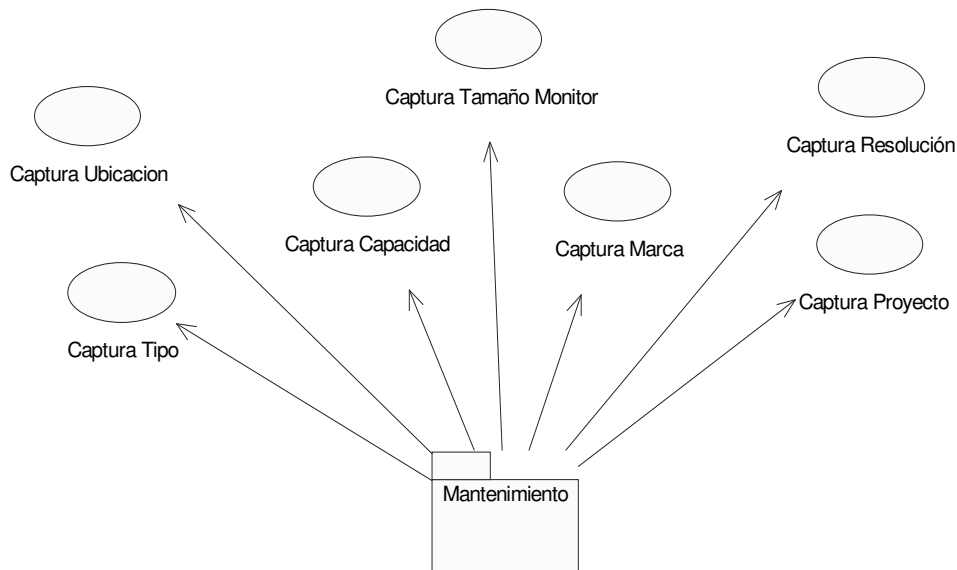 Captura Tamaño Monitor
Captura Resolución
Captura Ubicacion
Captura Capacidad
Captura Marca
Captura Proyecto
Captura Tipo
Mantenimiento